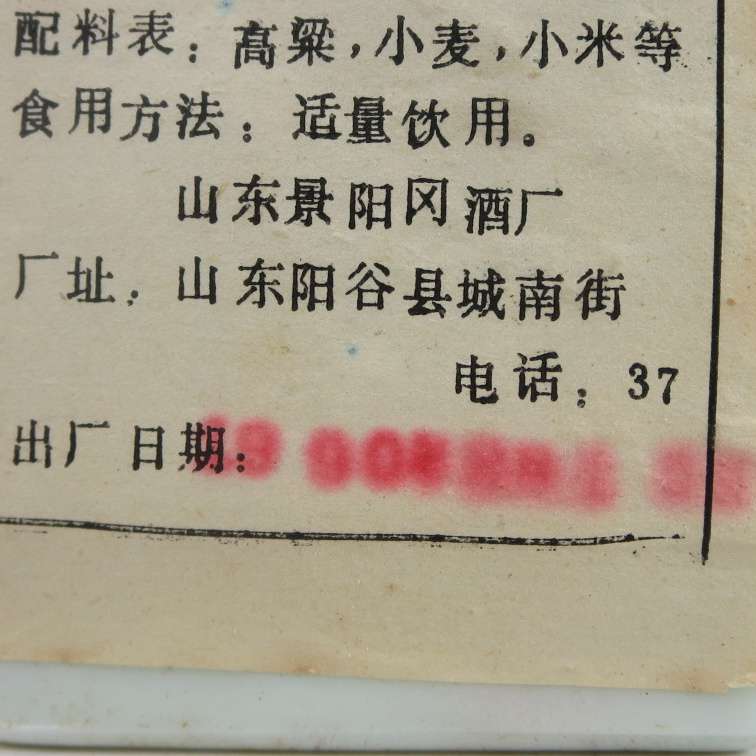 配料表：高粱，小麦，小米等
食用方法：适量饮用。
山东景阳冈酒厂
厂址：山东阳谷县城南街
电话：37
出厂日期：